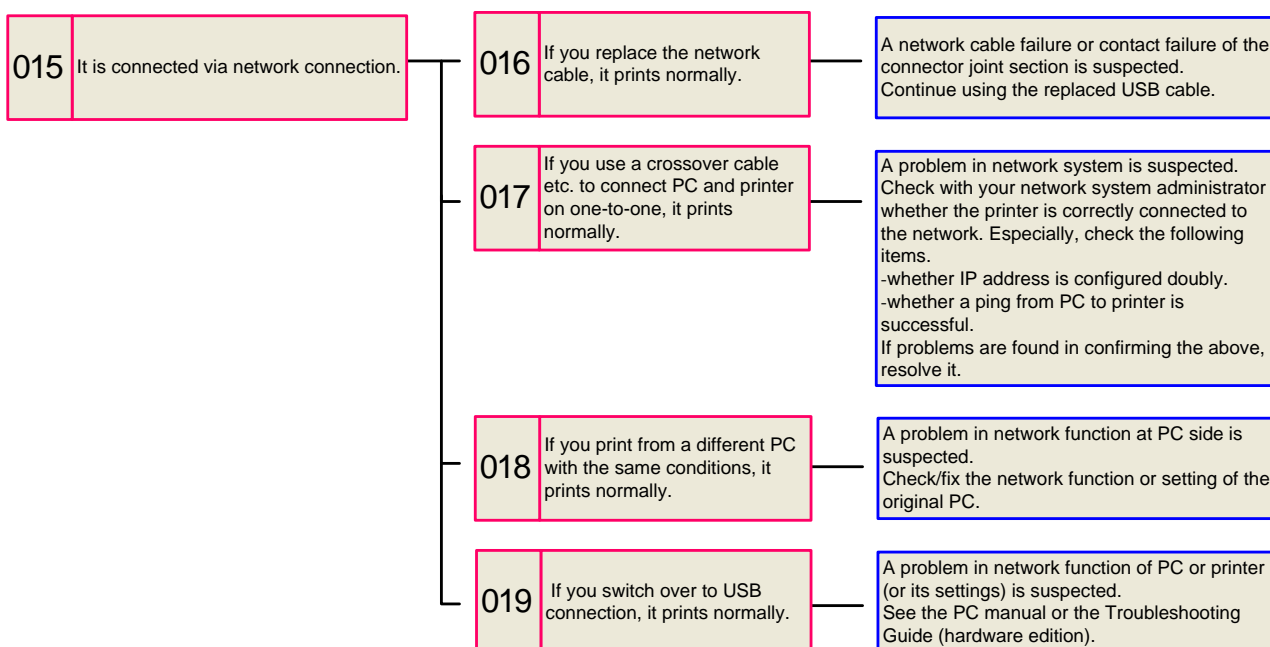 015
It is connected via network connection.
016
If you replace the network
cable, it prints normally.
A network cable failure or contact failure of the
connector joint section is suspected.
Continue using the replaced USB cable.
017
If you use a crossover cable
etc. to connect PC and printer
on one-to-one, it prints
normally.
A problem in network system is suspected.
Check with your network system administrator
whether the printer is correctly connected to
the network. Especially, check the following
items.
-whether IP address is configured doubly.
-whether a ping from PC to printer is
successful.
If problems are found in confirming the above,
resolve it.
018
If you print from a different PC
with the same conditions, it
prints normally.
A problem in network function at PC side is
suspected.
Check/fix the network function or setting of the
original PC.
019
If you switch over to USB
connection, it prints normally.
A problem in network function of PC or printer
(or its settings) is suspected.
See the PC manual or the Troubleshooting
Guide (hardware edition).